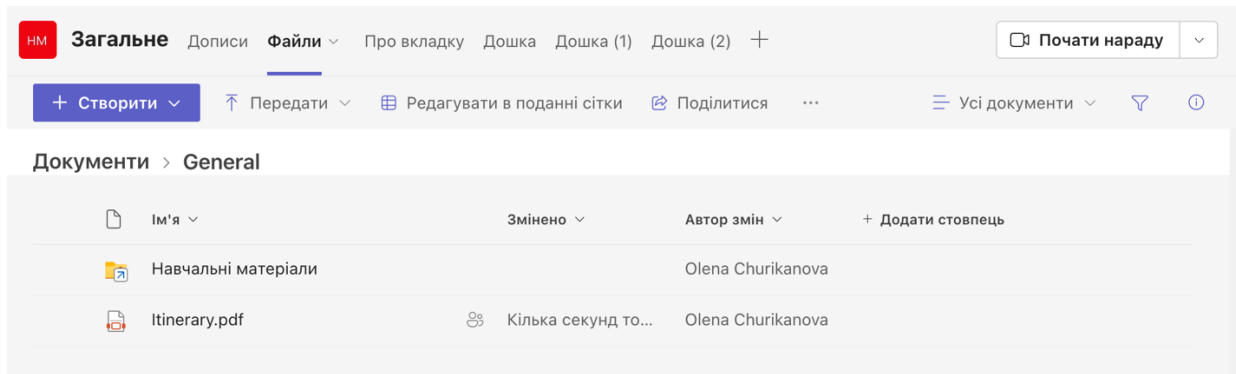 НМ Загальне Дописи Файли Про вкладку Дошка Дошка (1) Дошка (2) Почати нараду
+ Створити Передати Редагувати в поданні сітки Поділитися ... Усі документи
Документи > General
Ім'я Змінено Автор змін + Додати стовпець
Навчальні матеріали Olena Churikanova
Itinerary.pdf Кілька секунд то... Olena Churikanova